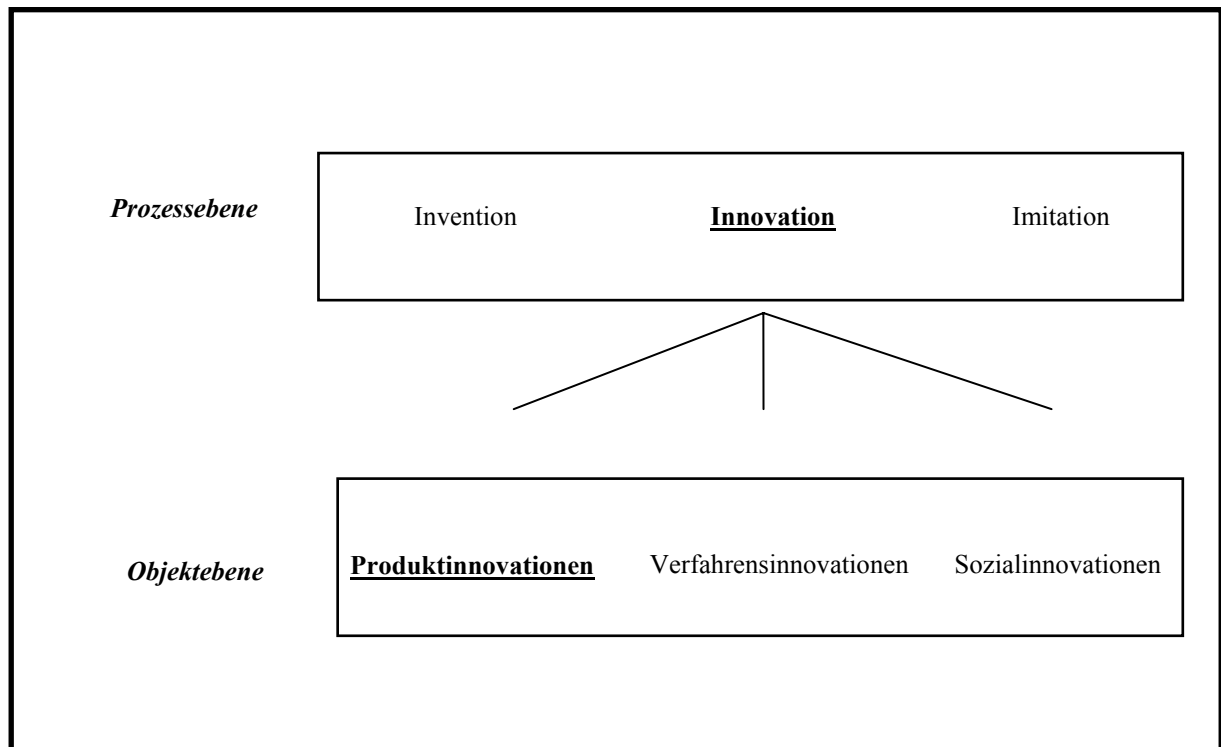 Prozessebene
Invention Innovation Imitation
Objektebene
Produktinnovationen Verfahrensinnovationen Sozialinnovationen